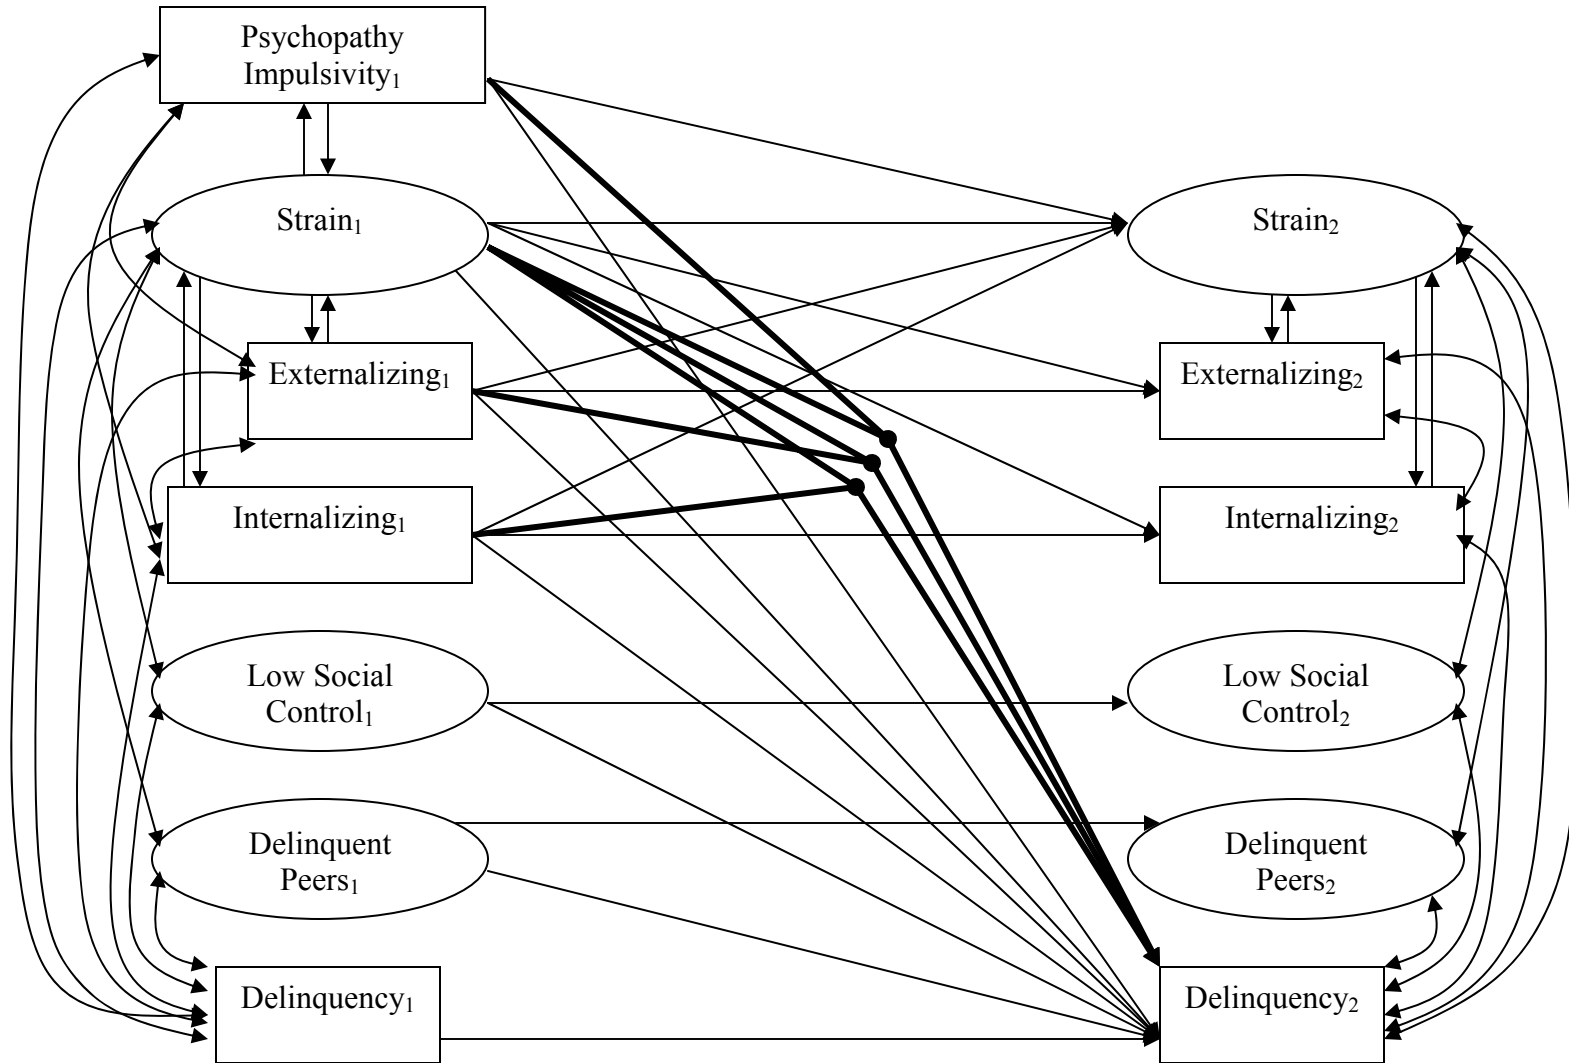 Psychopathy
Impulsivity₁
Strain₁
Strain₂
Externalizing₁
Externalizing₂
Internalizing₁
Internalizing₂
Low Social
Control₁
Low Social
Control₂
Delinquent
Peers₁
Delinquent
Peers₂
Delinquency₁
Delinquency₂